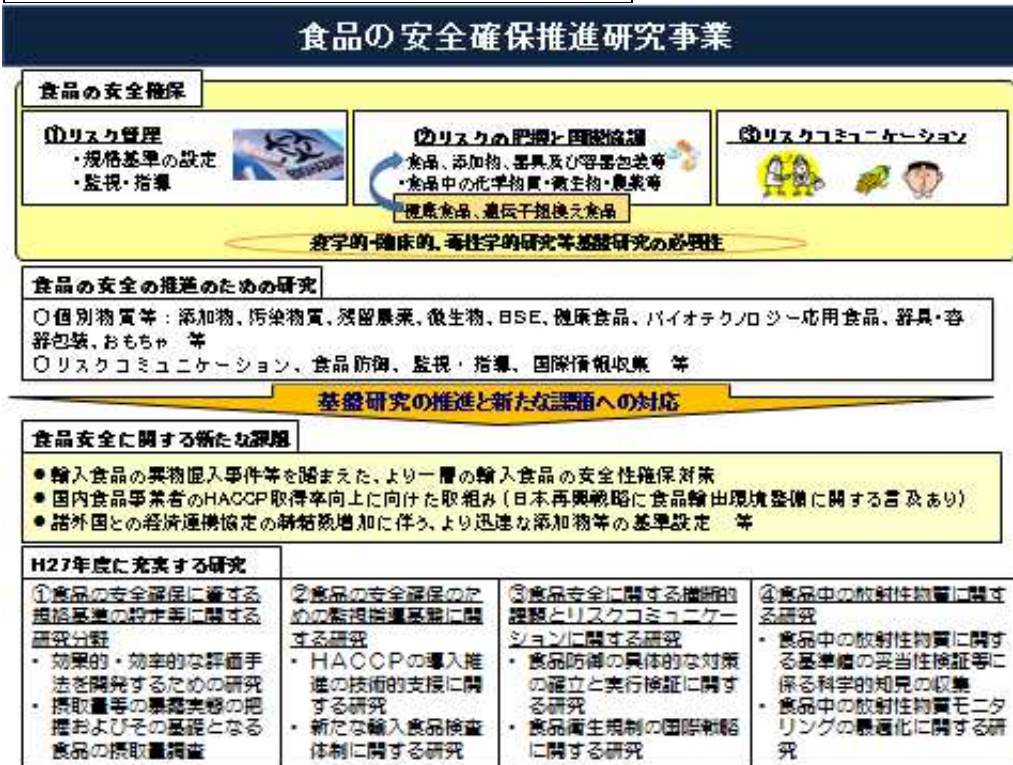 食品の安全確保推進研究事業
食品の安全確保
①リスク管理
・規格基準の設定
・監視・指導
②リスクの把握と国際協調
・食品、添加物、器具及び容器包装等
・食品中の化学物質・微生物・農薬等
健康食品、遺伝子組換え食品
③リスクコミュニケーション
疫学的・臨床的、毒性学的研究等基盤研究の必要性
食品の安全の推進のための研究
○個別物質等：添加物、汚染物質、残留農薬、微生物、BSE、健康食品、バイオテクノロジー応用食品、器具・容
器包装、おもちゃ　等
○リスクコミュニケーション、食品防御、監視・指導、国際情報収集　等
基盤研究の推進と新たな課題への対応
食品安全に関する新たな課題
●輸入食品の異物混入事件等を踏まえた、より一層の輸入食品の安全性確保対策
●国内食品事業者のHACCP取得率向上に向けた取組み（日本再興戦略に食品輸出環境整備に関する言及あり）
●諸外国との経済連携協定の締結数増加に伴う、より迅速な添加物等の基準設定　等
H27年度に充実する研究
①食品の安全確保に資する
規格基準の設定等に関する
研究分野
・効果的・効率的な評価手
法を開発するための研究
・摂取量等の暴露実態の把
握およびその基礎となる
食品の摂取量調査
②食品の安全確保のた
めの監視指導基盤に関
する研究
・ＨＡＣＣＰの導入推
進の技術的支援に関
する研究
・新たな輸入食品検査
体制に関する研究
③食品安全に関する横断的
課題とリスクコミュニケー
ションに関する研究
・食品防御の具体的な対策
の確立と実行検証に関す
る研究
・食品衛生規制の国際戦略
に関する研究
④食品中の放射性物質に関す
る研究
・食品中の放射性物質に関す
る基準値の妥当性検証等に
係る科学的知見の収集
・食品中の放射性物質モニタ
リングの最適化に関する研
究